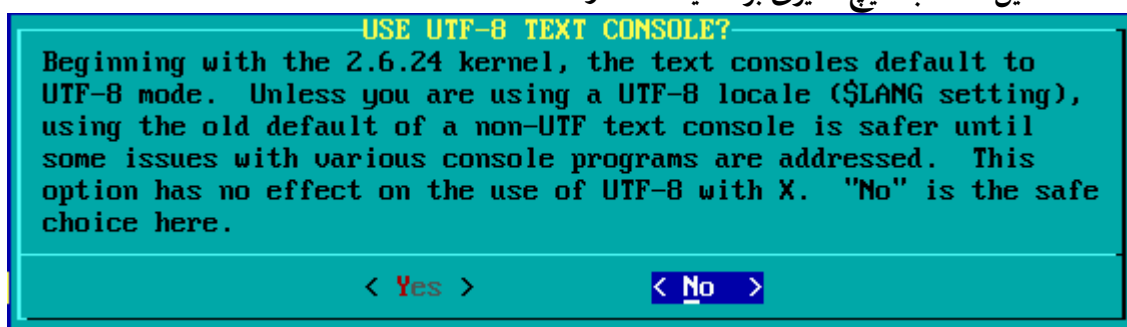 USE UTF-8 TEXT CONSOLE?
Beginning with the 2.6.24 kernel, the text consoles default to
UTF-8 mode.  Unless you are using a UTF-8 locale ($LANG setting),
using the old default of a non-UTF text console is safer until
some issues with various console programs are addressed.  This
option has no effect on the use of UTF-8 with X.  "No" is the safe
choice here.
< Yes > < No >